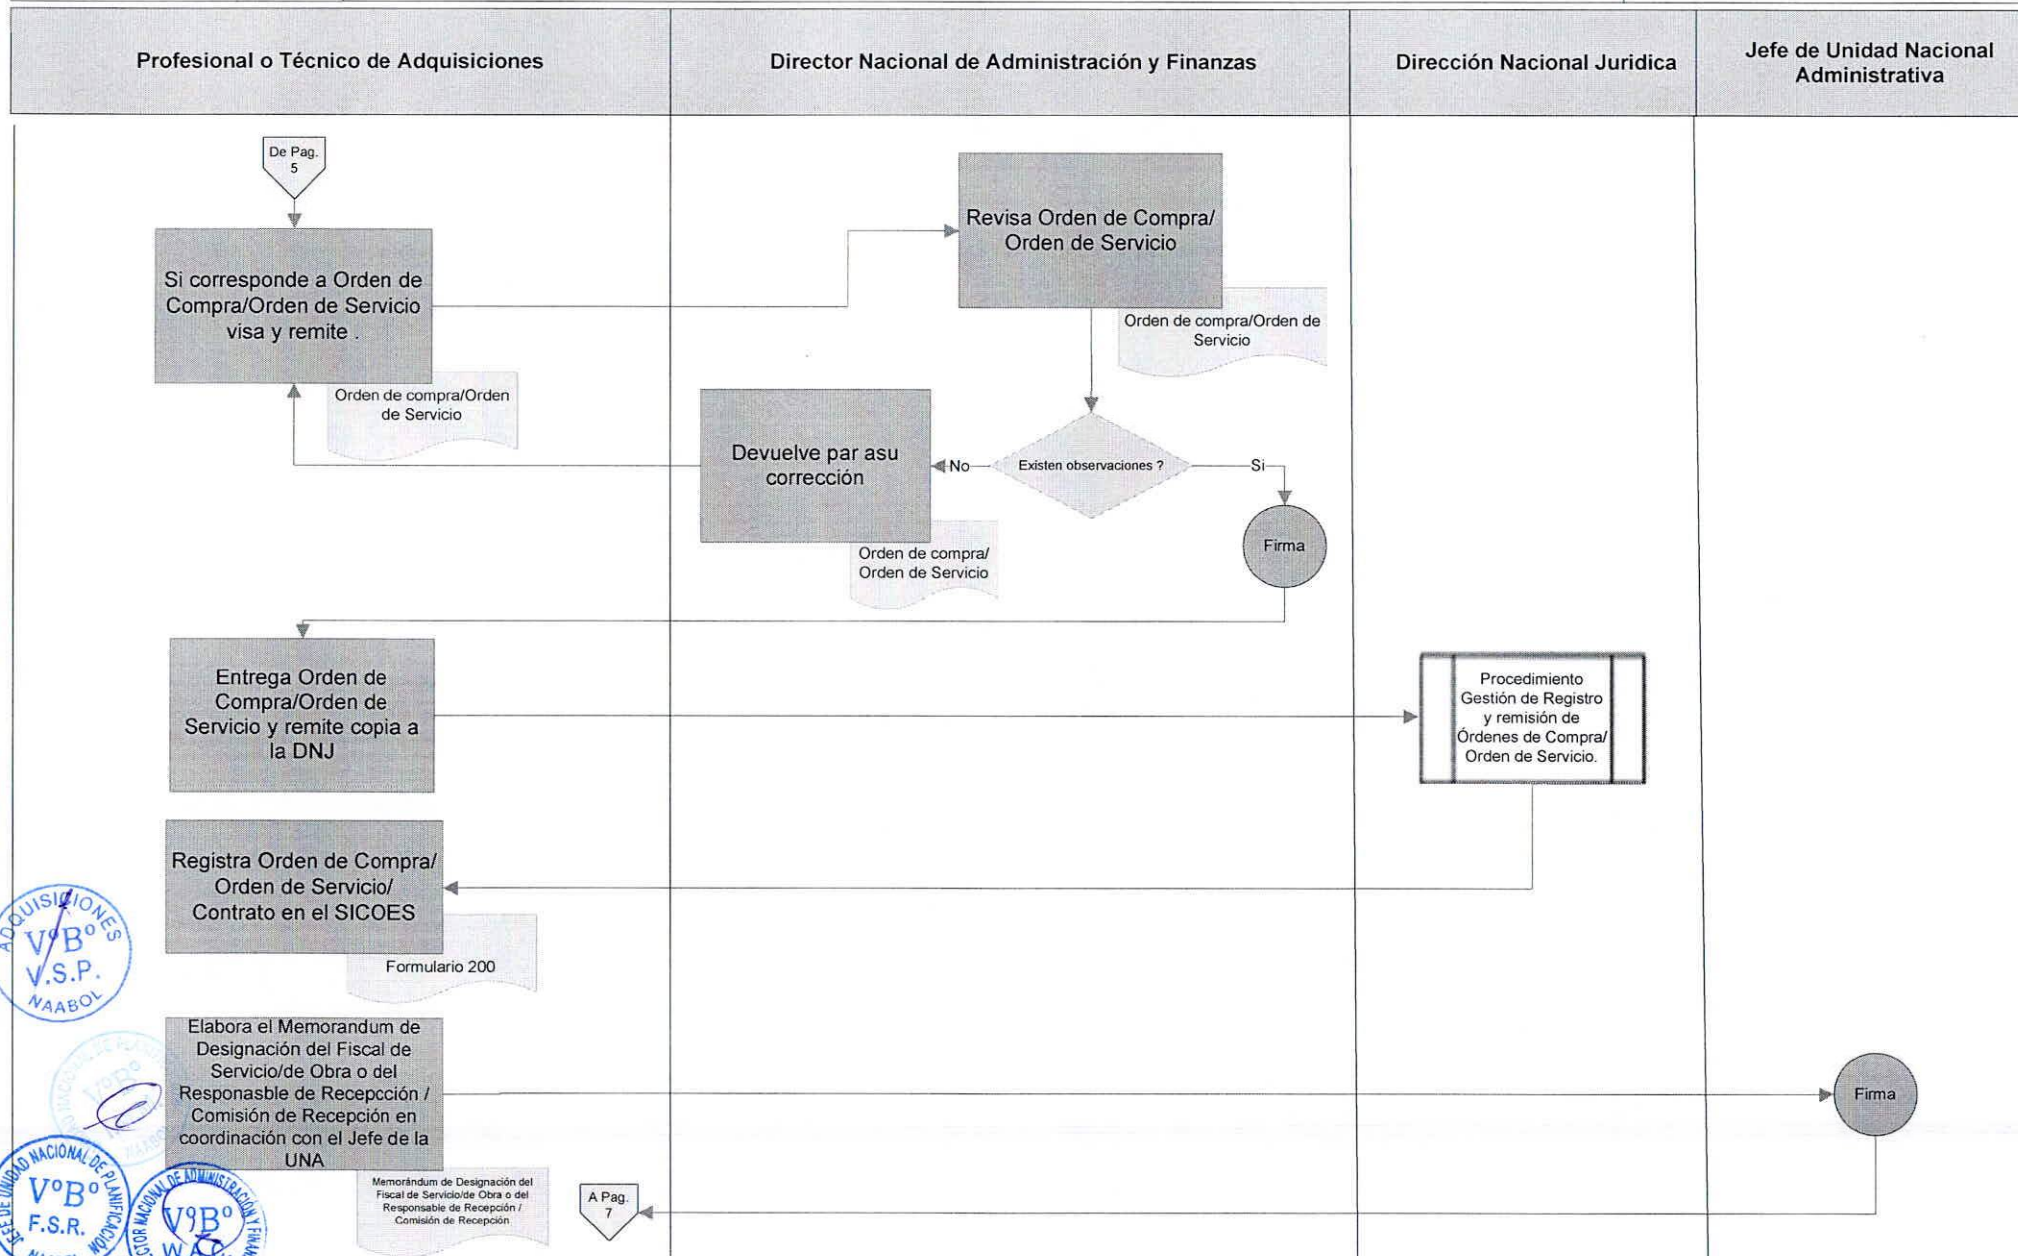 Profesional o Técnico de Adquisiciones
Director Nacional de Administración y Finanzas
Dirección Nacional Juridica
Jefe de Unidad Nacional
Administrativa
De Pag.
5
Si corresponde a Orden de
Compra/Orden de Servicio
visa y remite .
Orden de compra/Orden
de Servicio
Revisa Orden de Compra/
Orden de Servicio
Orden de compra/Orden de
Servicio
Devuelve par asu
corrección
Orden de compra/
Orden de Servicio
No
Existen observaciones ?
Si
Firma
Entrega Orden de
Compra/Orden de
Servicio y remite copia a
la DNJ
Procedimiento
Gestión de Registro
y remisión de
Órdenes de Compra/
Orden de Servicio.
Registra Orden de Compra/
Orden de Servicio/
Contrato en el SICOES
Formulario 200
Elabora el Memorandum de
Designación del Fiscal de
Servicio/de Obra o del
Responasble de Recepcción /
Comisión de Recepción en
coordinación con el Jefe de la
UNA
Memorándum de Designación del
Fiscal de Servicio/de Obra o del
Responsable de Recepción /
Comisión de Recepción
Firma
A Pag.
7
ADQUISICIONES
VºBº
V.S.P.
NAABOL
VºBº
JEFE DE UNIDAD NACIONAL DE PLANIFICACIÓN
VºBº
F.S.R.
VºBº